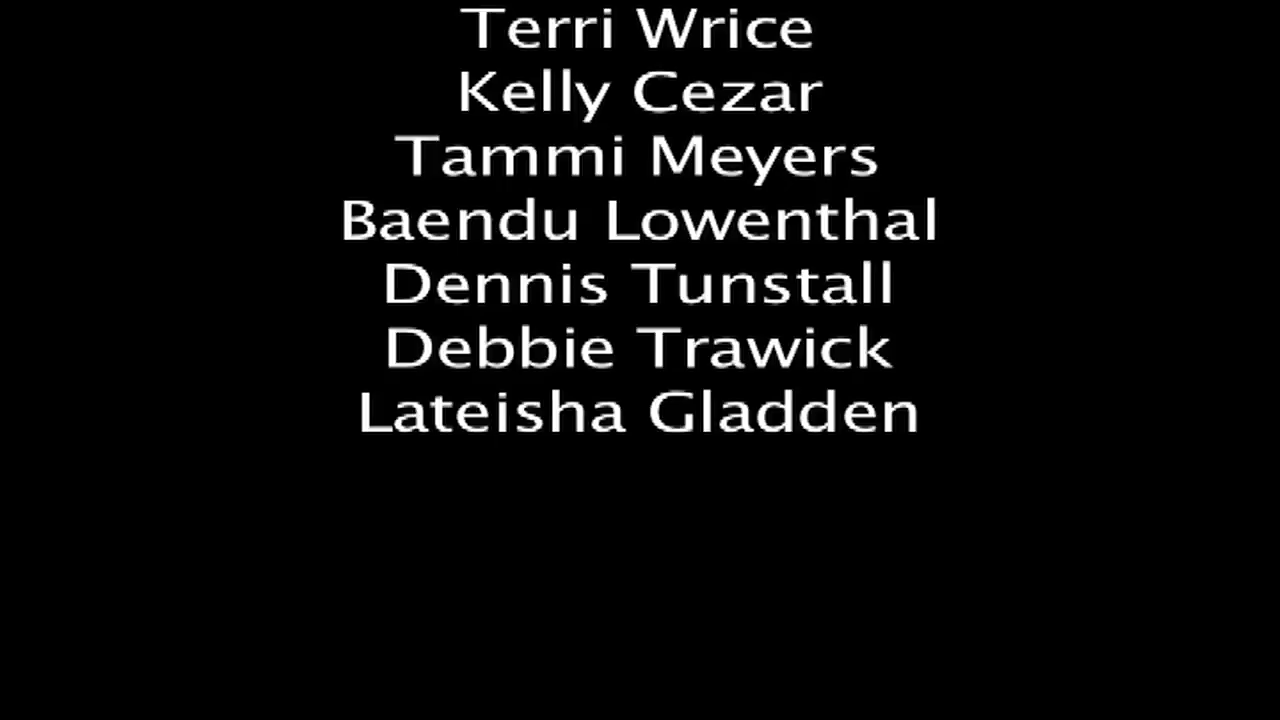 Terri Wrice
Kelly Cezar
Tammi Meyers
Baendu Lowenthal
Dennis Tunstall
Debbie Trawick
Lateisha Gladden